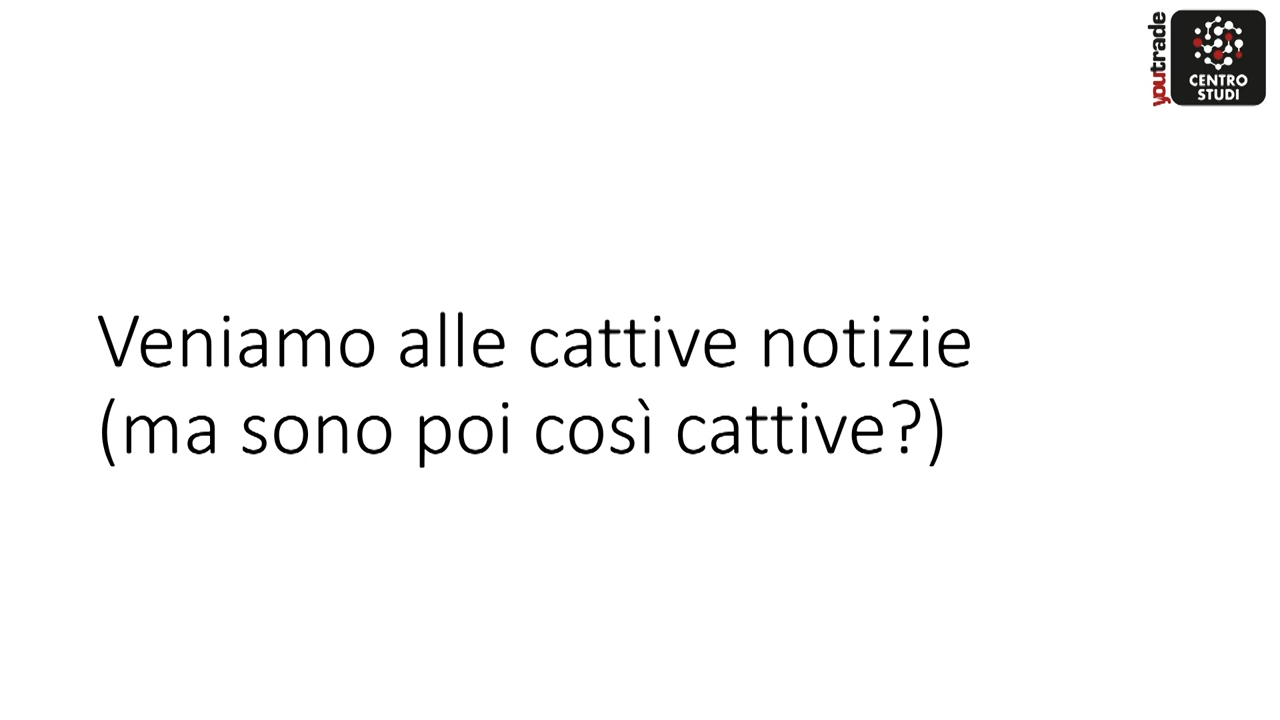 youtrade
CENTRO
STUDI
Veniamo alle cattive notizie
(ma sono poi così cattive?)